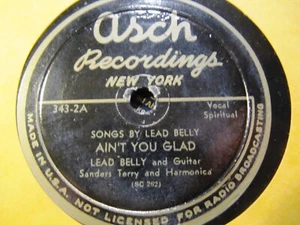 asch
Recordings
NEW YORK
343-2A
Vocal
Spiritual
SONGS BY LEAD BELLY
AIN'T YOU GLAD
LEAD BELLY and Guitar
Sanders Terry and Harmonica
(SC 262)
MADE IN U.S.A. NOT LICENSED FOR RADIO BROADCASTING